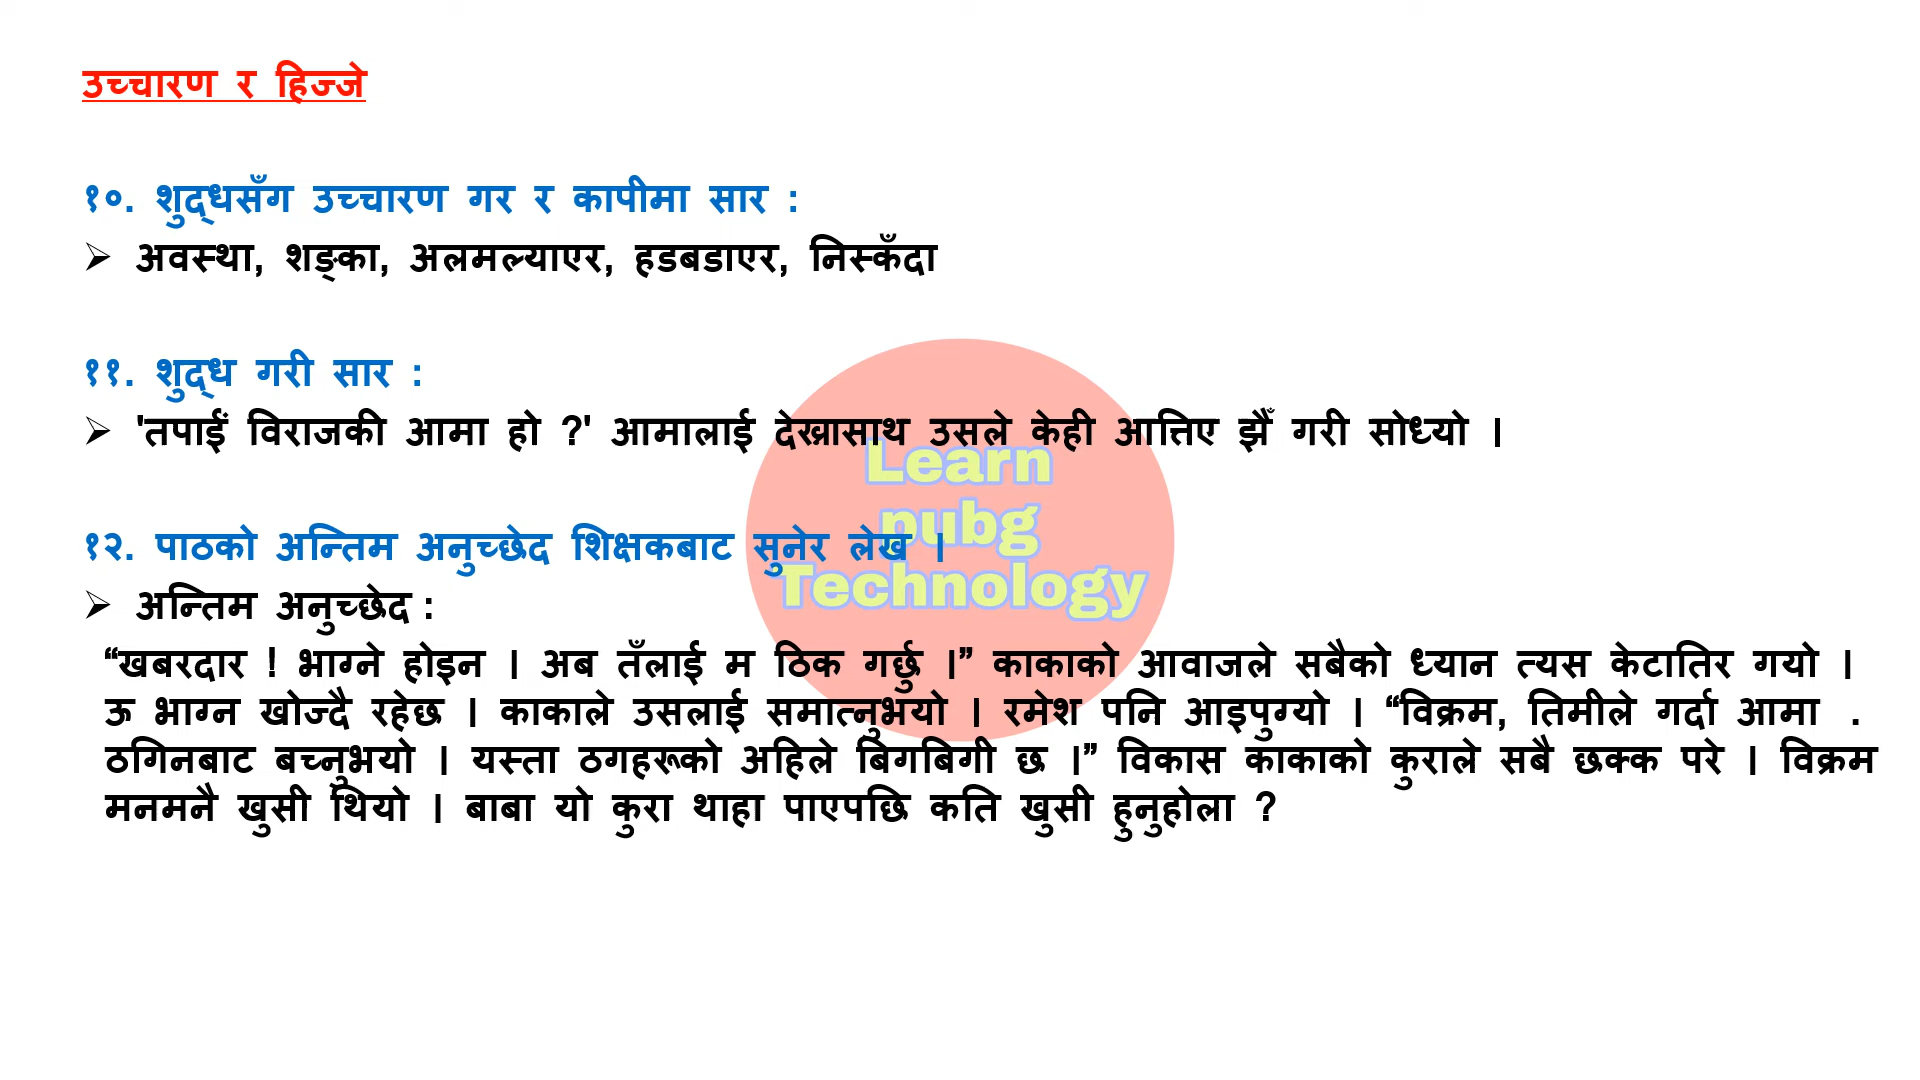 उच्चारण र हिज्जे
१०. शुद्धसँग उच्चारण गर र कापीमा सार :
➢ अवस्था, शङ्का, अलमल्याएर, हडबडाएर, निस्कँदा
११. शुद्ध गरी सार :
➢ 'तपाईं विराजकी आमा हो ?' आमालाई देख्नासाथ उसले केही आत्तिए झैँ गरी सोध्यो ।
Learn
pubg
Technology
१२. पाठको अन्तिम अनुच्छेद शिक्षकबाट सुनेर लेख ।
➢ अन्तिम अनुच्छेद :
“खबरदार ! भाग्ने होइन । अब तँलाई म ठिक गर्छु ।” काकाको आवाजले सबैको ध्यान त्यस केटातिर गयो ।
ऊ भाग्न खोज्दै रहेछ । काकाले उसलाई समात्नुभयो । रमेश पनि आइपुग्यो । “विक्रम, तिमीले गर्दा आमा .
ठगिनबाट बच्नुभयो । यस्ता ठगहरूको अहिले बिगबिगी छ ।” विकास काकाको कुराले सबै छक्क परे । विक्रम
मनमनै खुसी थियो । बाबा यो कुरा थाहा पाएपछि कति खुसी हुनुहोला ?